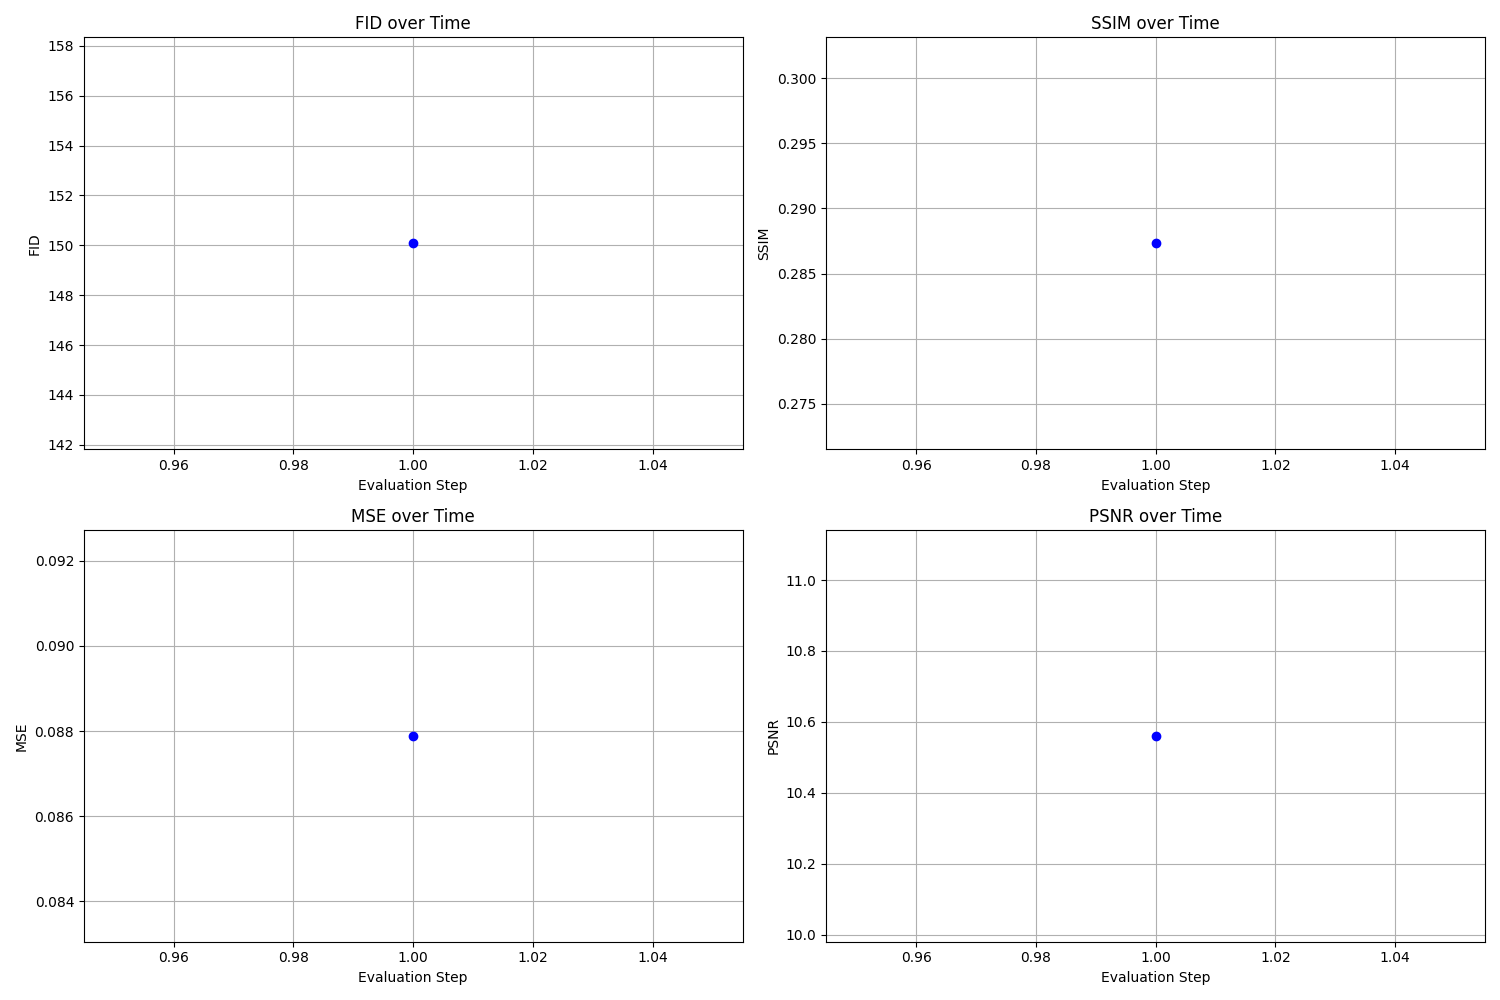 FID over Time
158
156
154
152
150
148
146
144
142
FID
0.96 0.98 1.00 1.02 1.04
Evaluation Step
SSIM over Time
0.300
0.295
0.290
0.285
0.280
0.275
SSIM
0.96 0.98 1.00 1.02 1.04
Evaluation Step
MSE over Time
0.092
0.090
0.088
0.086
0.084
MSE
0.96 0.98 1.00 1.02 1.04
Evaluation Step
PSNR over Time
11.0
10.8
10.6
10.4
10.2
10.0
PSNR
0.96 0.98 1.00 1.02 1.04
Evaluation Step